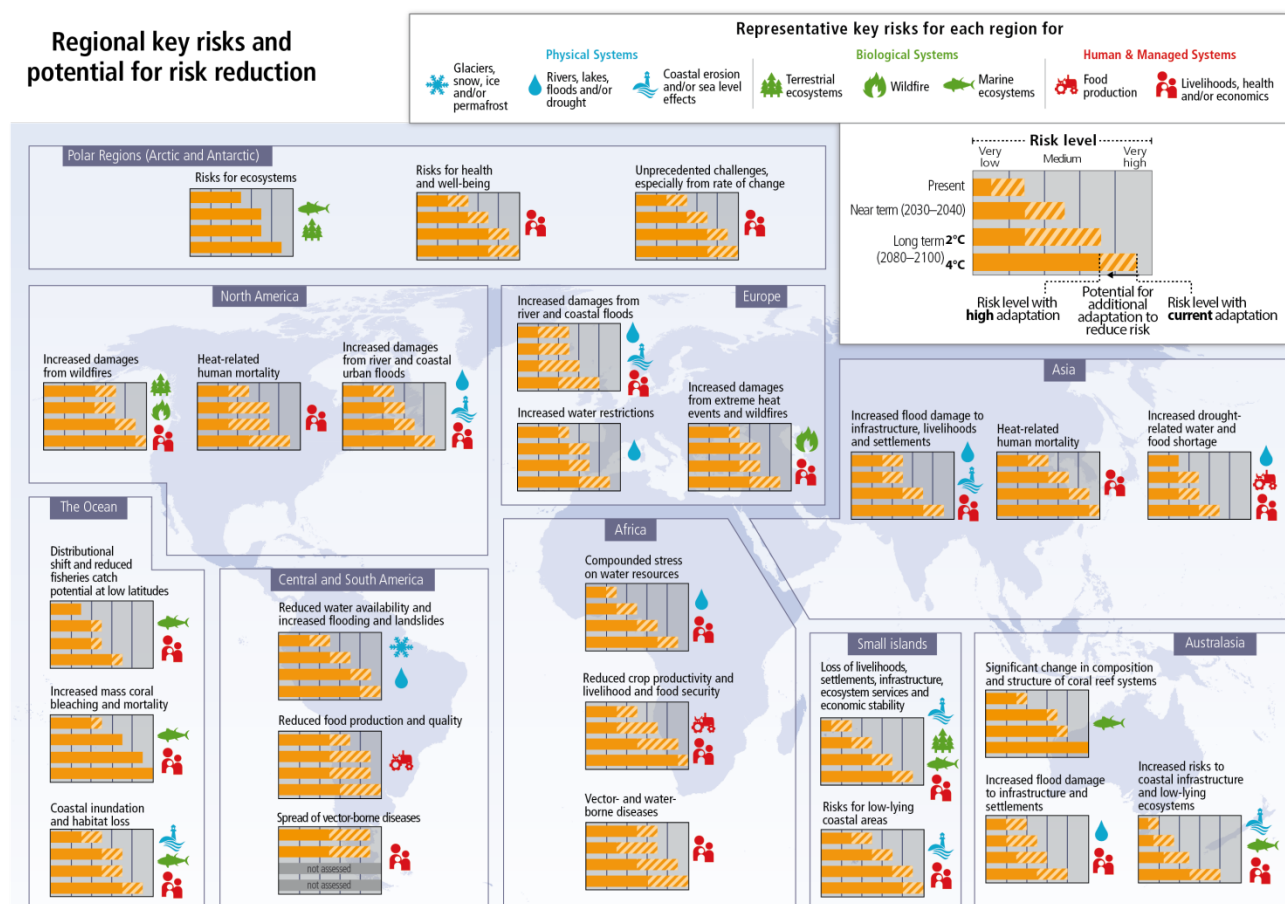 Regional key risks and
potential for risk reduction
Representative key risks for each region for
Physical Systems
Biological Systems
Human & Managed Systems
Glaciers,
snow, ice
and/or
permafrost
Rivers, lakes,
floods and/or
drought
Coastal erosion
and/or sea level
effects
Terrestrial
ecosystems
Wildfire
Marine
ecosystems
Food
production
Livelihoods, health
and/or economics
Risk level
Very
low
Medium
Very
high
Present
Near term (2030–2040)
Long term
(2080–2100)
2°C
4°C
Risk level with
high adaptation
Potential for
additional
adaptation to
reduce risk
Risk level with
current adaptation
Polar Regions (Arctic and Antarctic)
Risks for ecosystems
Risks for health
and well-being
Unprecedented challenges,
especially from rate of change
North America
Increased damages
from wildfires
Heat-related
human mortality
Increased damages
from river and coastal
urban floods
Europe
Increased damages from
river and coastal floods
Increased water restrictions
Increased damages
from extreme heat
events and wildfires
Asia
Increased flood damage to
infrastructure, livelihoods
and settlements
Heat-related
human mortality
Increased drought-
related water and
food shortage
The Ocean
Distributional
shift and reduced
fisheries catch
potential at low latitudes
Increased mass coral
bleaching and mortality
Coastal inundation
and habitat loss
Central and South America
Reduced water availability and
increased flooding and landslides
Reduced food production and quality
Spread of vector-borne diseases
not assessed
not assessed
Africa
Compounded stress
on water resources
Reduced crop productivity and
livelihood and food security
Vector- and water-
borne diseases
Small islands
Loss of livelihoods,
settlements, infrastructure,
ecosystem services and
economic stability
Risks for low-lying
coastal areas
Australasia
Significant change in composition
and structure of coral reef systems
Increased flood damage
to infrastructure and
settlements
Increased risks to
coastal infrastructure
and low-lying
ecosystems